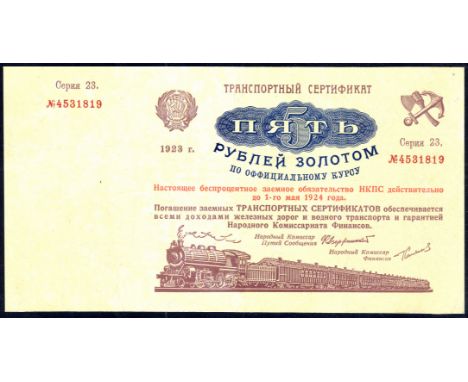 Серия 23.
№4531819
ТРАНСПОРТНЫЙ СЕРТИФИКАТ
5
ПЯТЬ
1923 г.
РУБЛЕЙ ЗОЛОТОМ
ПО ОФИЦИАЛЬНОМУ КУРСУ
Серия 23.
№4531819
Настоящее беспроцентное заемное обязательство НКПС действительно
до 1-го мая 1924 года.
Погашение заемных ТРАНСПОРТНЫХ СЕРТИФИКАТОВ обеспечивается
всеми доходами железных дорог и водного транспорта и гарантией
Народного Комиссариата Финансов.
Народный Комиссар
Путей Сообщения
Народный Комиссар
Финансов